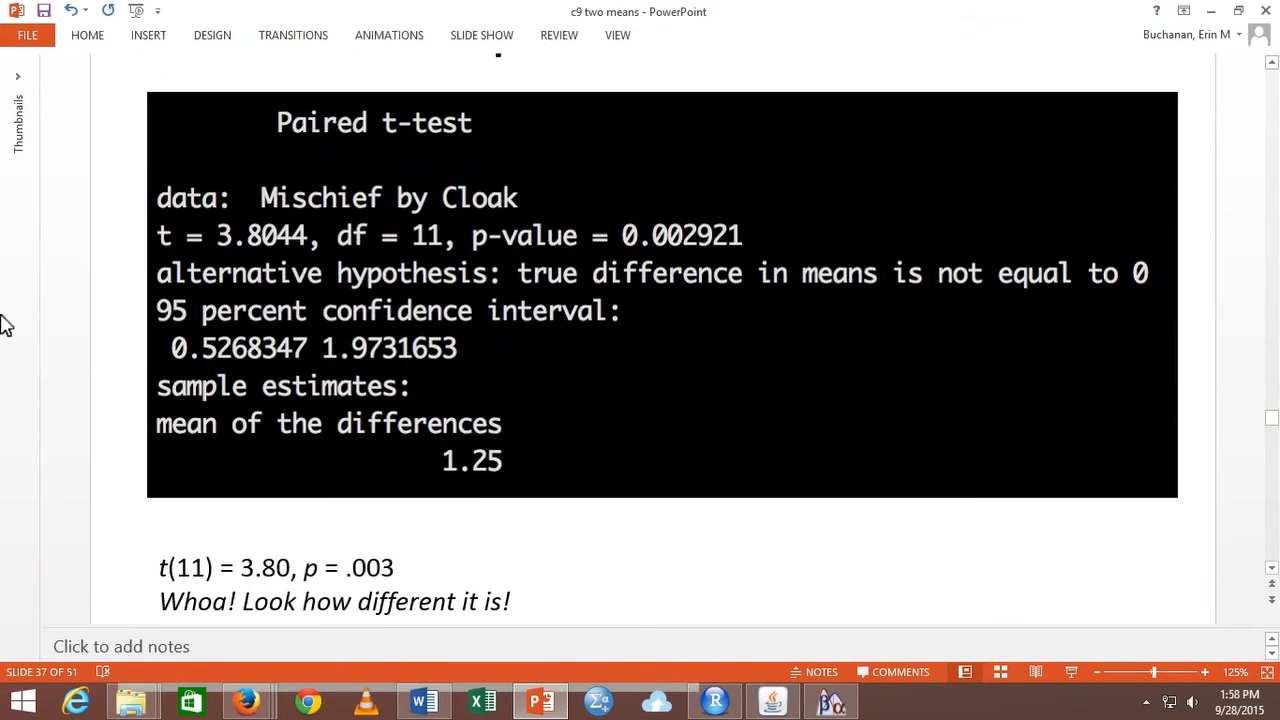 c9 two means - PowerPoint
?
FILE
HOME
INSERT
DESIGN
TRANSITIONS
ANIMATIONS
SLIDE SHOW
REVIEW
VIEW
Buchanan, Erin M
Thumbnails
Paired t-test
data: Mischief by Cloak
t = 3.8044, df = 11, p-value = 0.002921
alternative hypothesis: true difference in means is not equal to 0
95 percent confidence interval:
0.5268347 1.9731653
sample estimates:
mean of the differences
1.25
t(11) = 3.80, p = .003
Whoa! Look how different it is!
Click to add notes
SLIDE 37 OF 51
NOTES
COMMENTS
125%
1:58 PM
9/28/2015